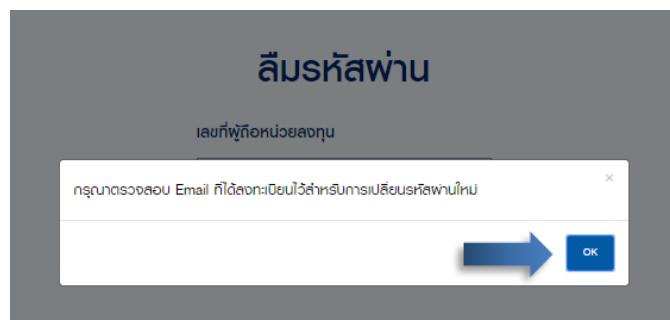 ลืมรหัสผ่าน
เลขที่ผู้ถือหน่วยลงทุน
×
กรุณาตรวจสอบ Email ที่ได้ลงทะเบียนไว้สำหรับการเปลี่ยนรหัสผ่านใหม่
OK